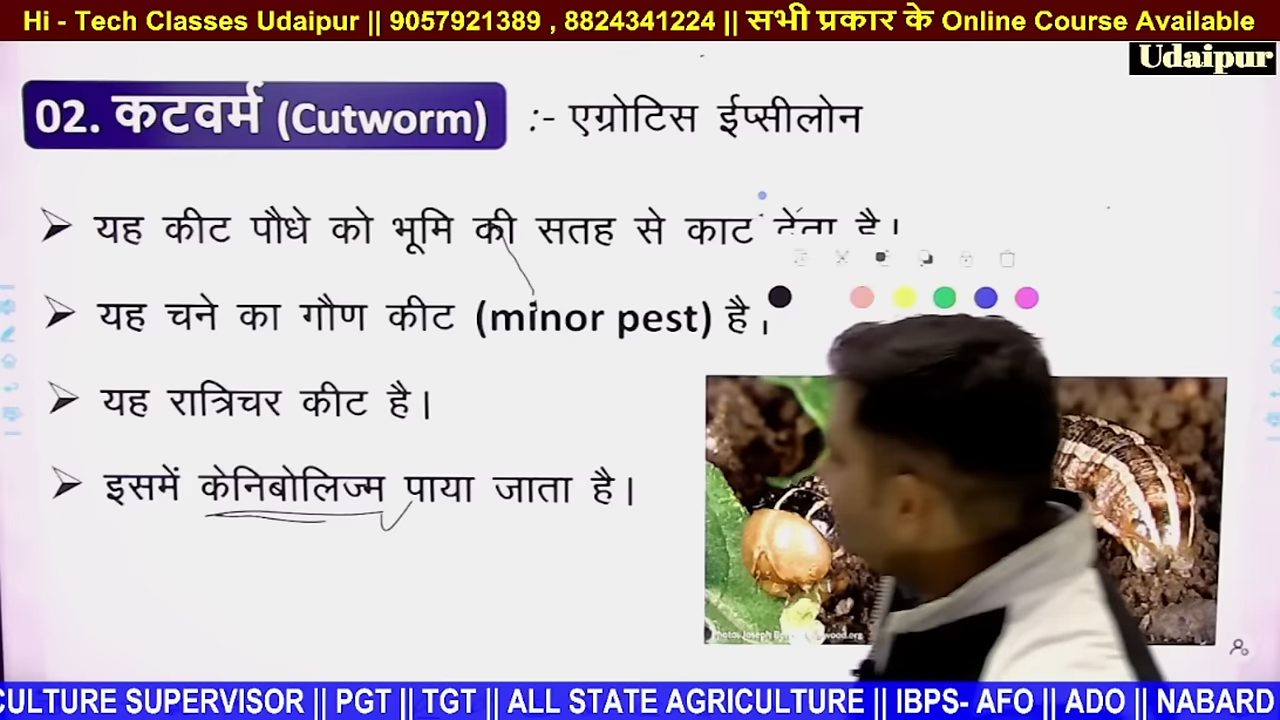 Hi - Tech Classes Udaipur || 9057921389 , 8824341224 || सभी प्रकार के Online Course Available
Udaipur
02. कटवर्म (Cutworm) :- एग्रोटिस ईप्सीलोन
यह कीट पौधे को भूमि की सतह से काट देता है।
यह चने का गौण कीट (minor pest) है।
यह रात्रिचर कीट है।
इसमें केनिबोलिज्म पाया जाता है।
CULTURE SUPERVISOR || PGT || TGT || ALL STATE AGRICULTURE || IBPS- AFO || ADO || NABARD